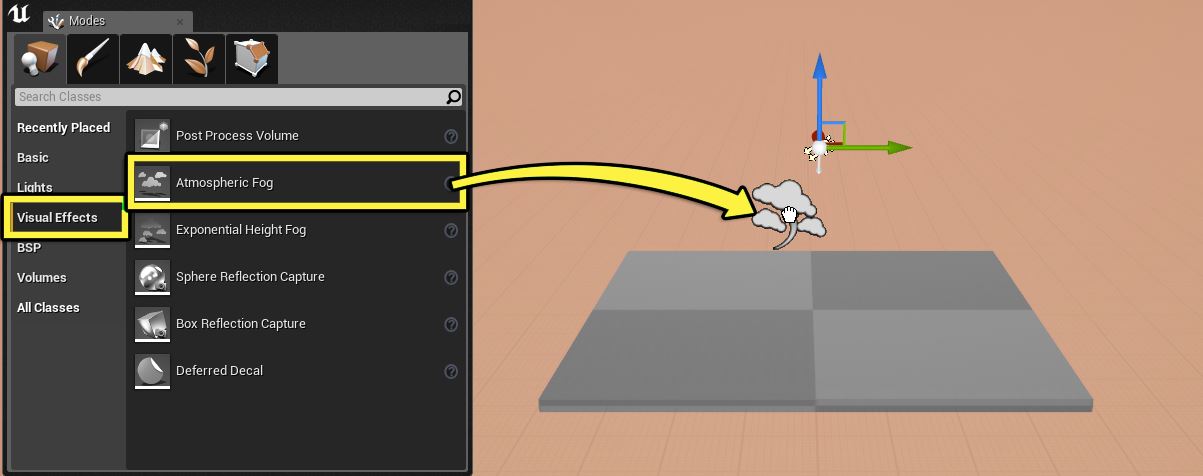 Modes
Search Classes
Recently Placed
Basic
Lights
Visual Effects
BSP
Volumes
All Classes
Post Process Volume
Atmospheric Fog
Exponential Height Fog
Sphere Reflection Capture
Box Reflection Capture
Deferred Decal